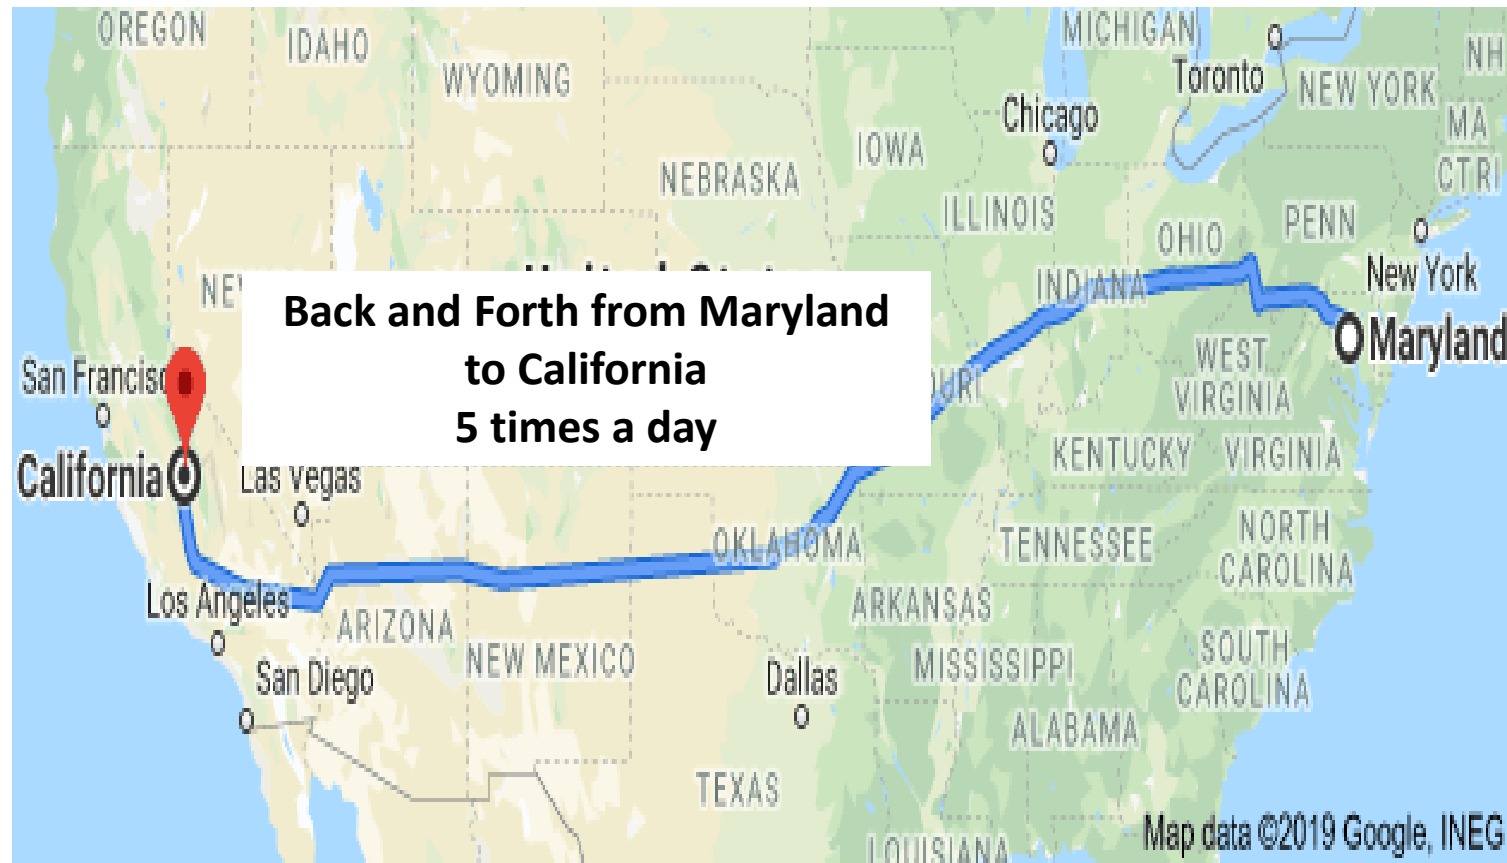 OREGON
IDAHO
WYOMING
MICHIGAN
Toronto
NEW YORK
NH
MA
CT RI
Chicago
IOWA
NEBRASKA
ILLINOIS
OHIO
PENN
INDIANA
New York
Maryland
Back and Forth from Maryland
to California
5 times a day
San Francisc
California
Las Vegas
WEST
VIRGINIA
KENTUCKY
VIRGINIA
OKLAHOMA
TENNESSEE
NORTH
CAROLINA
Los Angeles
ARIZONA
NEW MEXICO
ARKANSAS
San Diego
Dallas
MISSISSIPPI
SOUTH
CAROLINA
ALABAMA
TEXAS
LOUISIANA
Map data ©2019 Google, INEG